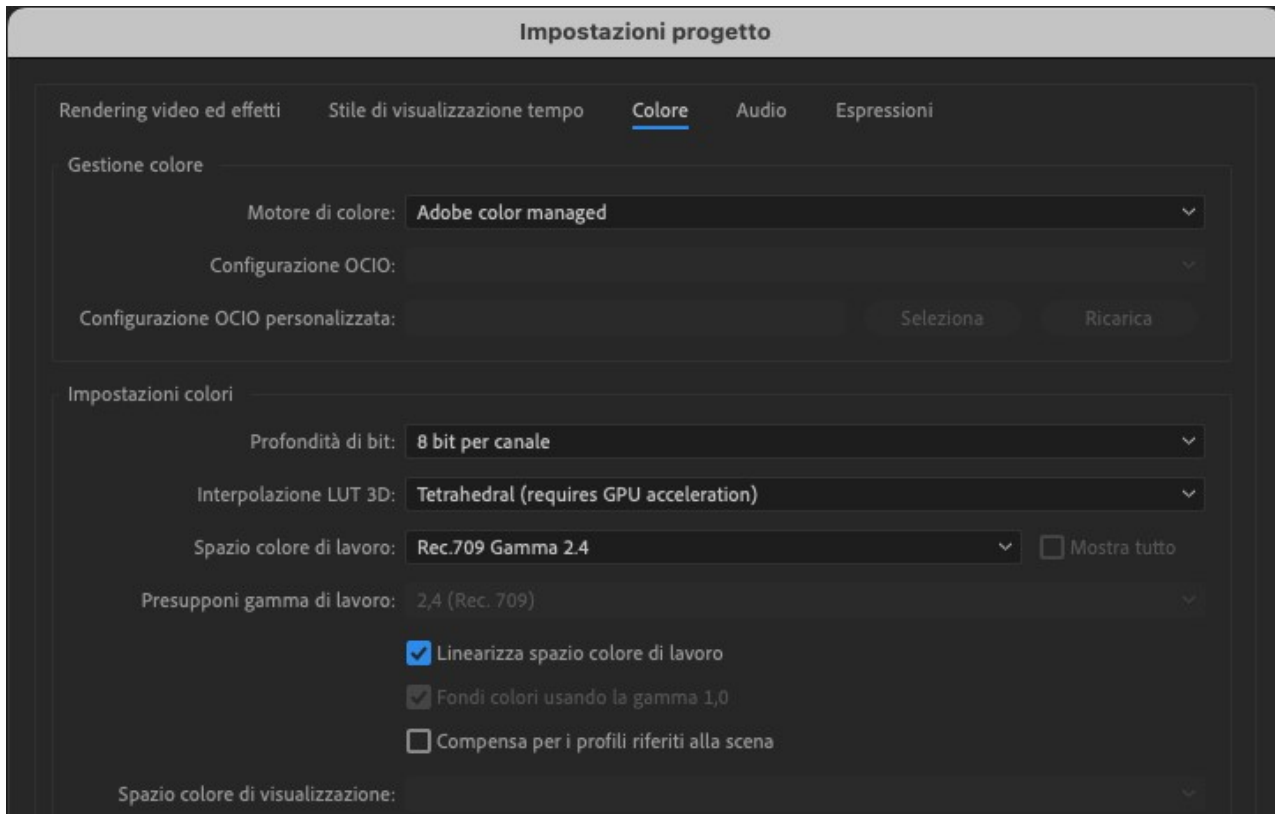 Impostazioni progetto
Rendering video ed effetti Stile di visualizzazione tempo Colore Audio Espressioni
Gestione colore
Motore di colore: Adobe color managed
Configurazione OCIO:
Configurazione OCIO personalizzata: Seleziona Ricarica
Impostazioni colori
Profondità di bit: 8 bit per canale
Interpolazione LUT 3D: Tetrahedral (requires GPU acceleration)
Spazio colore di lavoro: Rec.709 Gamma 2.4 Mostra tutto
Presupponi gamma di lavoro: 2,4 (Rec. 709)
Linearizza spazio colore di lavoro
Fondi colori usando la gamma 1,0
Compensa per i profili riferiti alla scena
Spazio colore di visualizzazione: